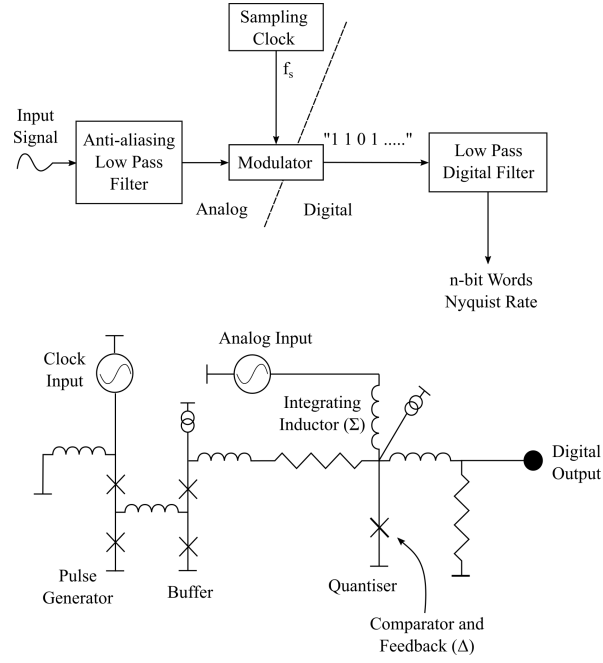 Sampling
Clock
fs
Input
Signal
Anti-aliasing
Low Pass
Filter
Modulator
"1 1 0 1 ....."
Low Pass
Digital Filter
Analog
Digital
n-bit Words
Nyquist Rate
Analog Input
Clock
Input
Integrating
Inductor (Σ)
Digital
Output
Pulse
Generator
Buffer
Quantiser
Comparator and
Feedback (Δ)